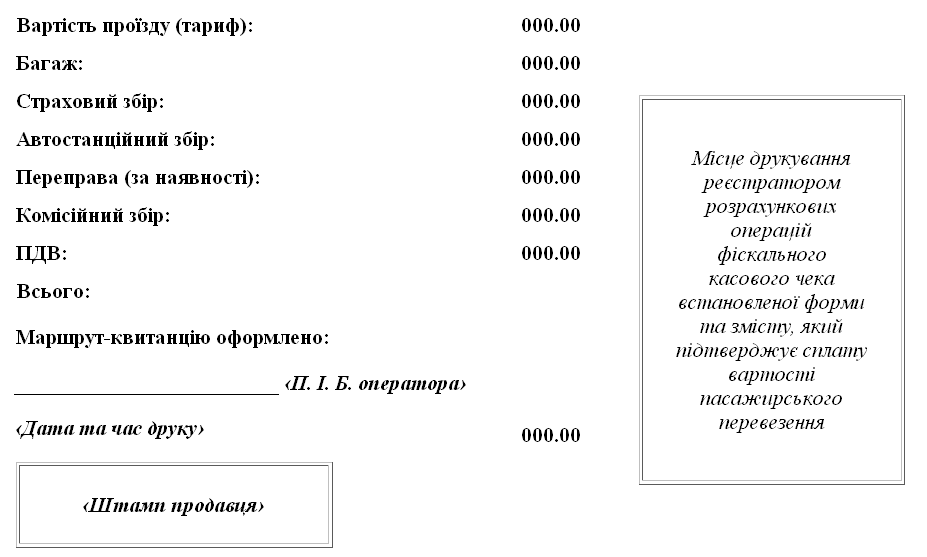 Вартість проїзду (тариф): 000.00
Багаж: 000.00
Страховий збір: 000.00
Автостанційний збір: 000.00
Переправа (за наявності): 000.00
Комісійний збір: 000.00
ПДВ: 000.00
Всього:
Маршрут-квитанцію оформлено:
___________________________ ‹П. І. Б. оператора›
‹Дата та час друку› 000.00
‹Штамп продавця›
Місце друкування
реєстратором
розрахункових
операцій
фіскального
касового чека
встановленої форми
та змісту, який
підтверджує сплату
вартості
пасажирського
перевезення